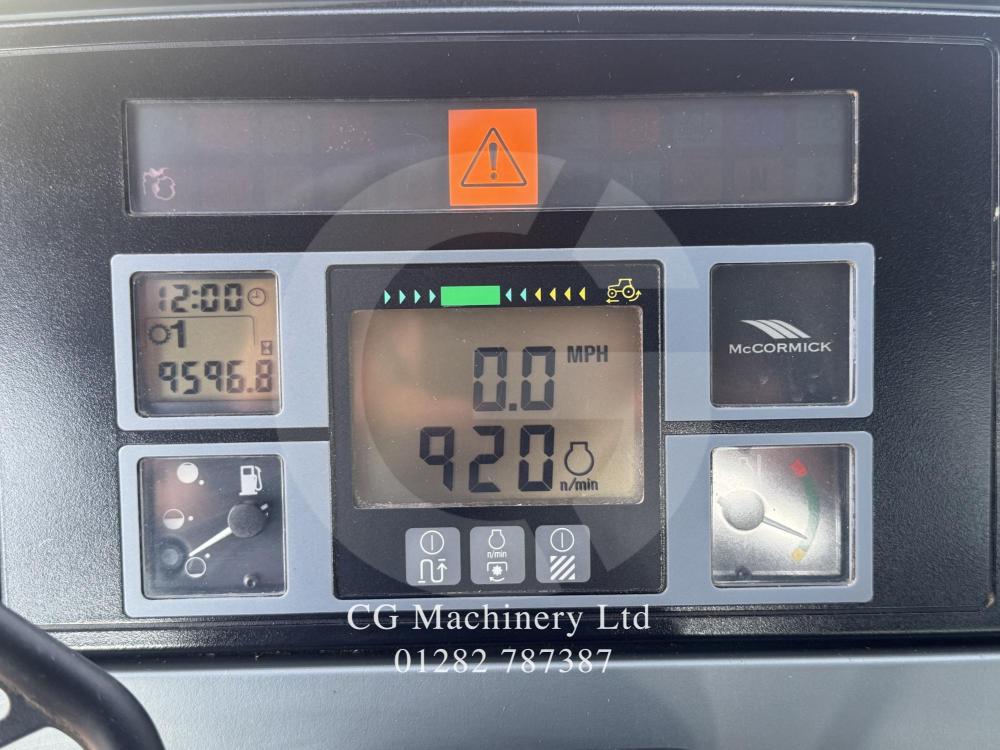 12:00
1
9596.8
0.0 MPH
920
n/min
McCORMICK
n/min
CG Machinery Ltd
01282 787387